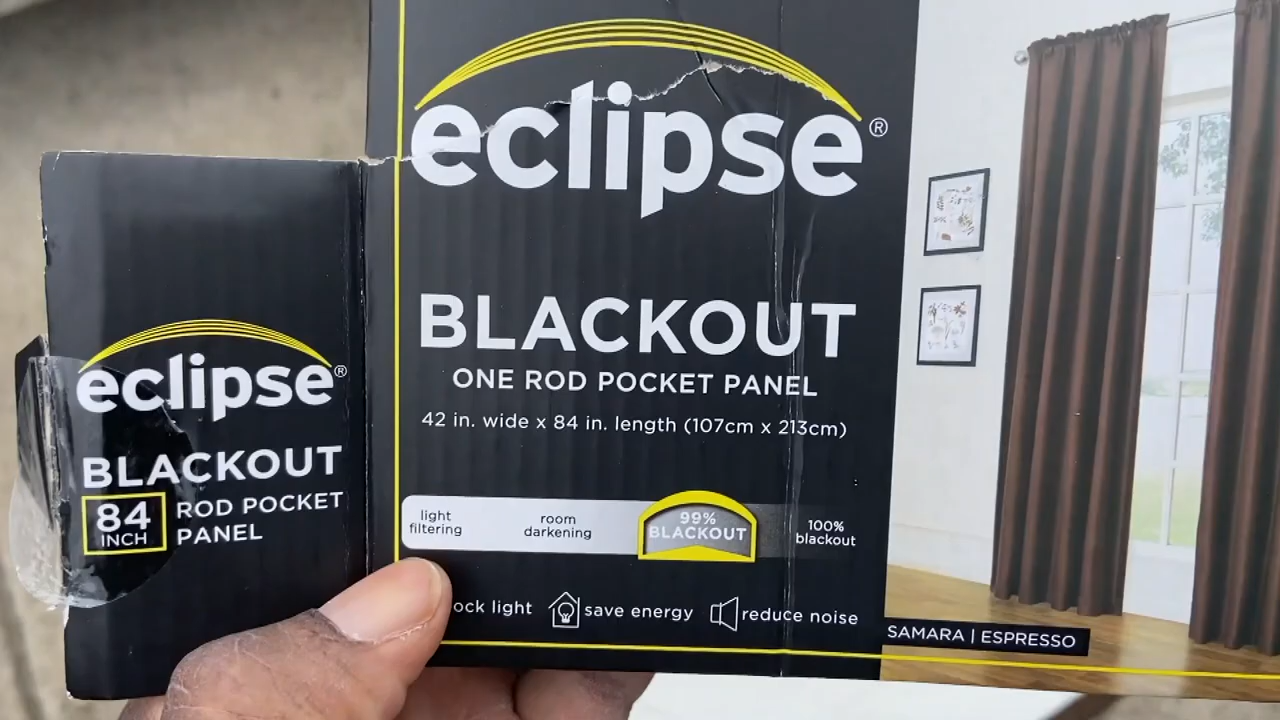 eclipse®
BLACKOUT
84 INCH
ROD POCKET
PANEL
eclipse®
BLACKOUT
ONE ROD POCKET PANEL
42 in. wide x 84 in. length (107cm x 213cm)
light
filtering
room
darkening
99%
BLACKOUT
100%
blackout
ock light
save energy
reduce noise
SAMARA | ESPRESSO